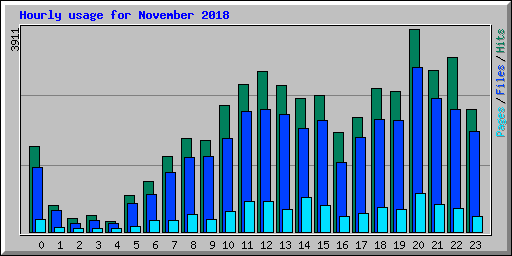 Hourly usage for November 2018
3911
Pages/Files/Hits
0 1 2 3 4 5 6 7 8 9 10 11 12 13 14 15 16 17 18 19 20 21 22 23